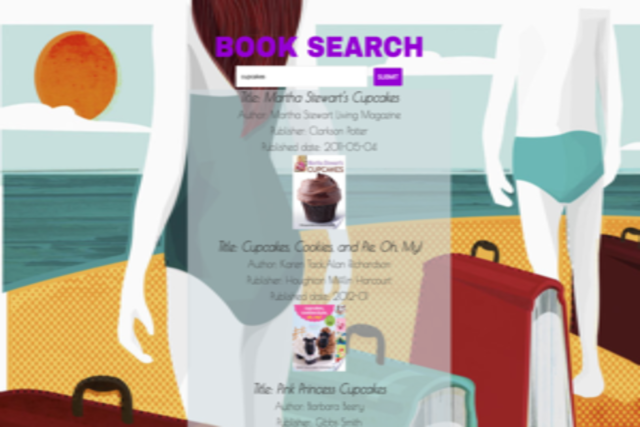 BOOK SEARCH
cupcakes SUBMIT
Title: Martha Stewart's Cupcakes
Author: Martha Stewart Living Magazine
Publisher: Clarkson Potter
Published date: 2011-05-04
CUPCAKES
Title: Cupcakes, Cookies, and Pie, Oh, My!
Author: Karen Tack,Alan Richardson
Publisher: Houghton Mifflin Harcourt
Published date: 2012-01
Title: Pink Princess Cupcakes
Author: Barbara Beery
Publisher: Gibbs Smith